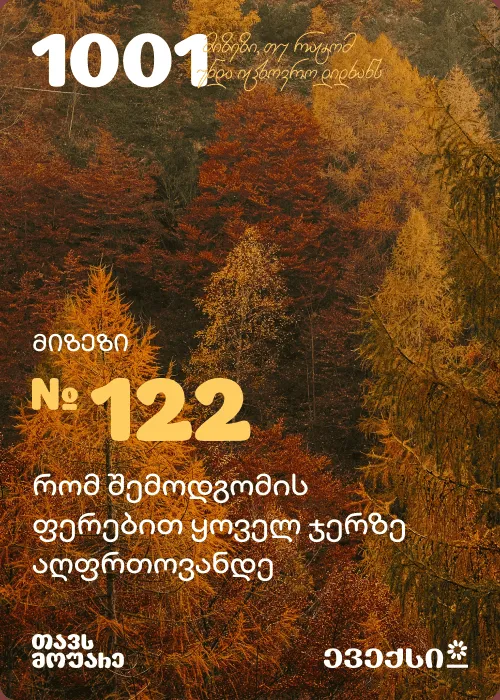 1001 მიზეზი, თუ რატომ
უნდა იცხოვრო დიდხანს
მიზეზი
№ 122
რომ შემოდგომის
ფერებით ყოველ ჯერზე
აღფრთოვანდე
თავს
მოუარე
ევექსი